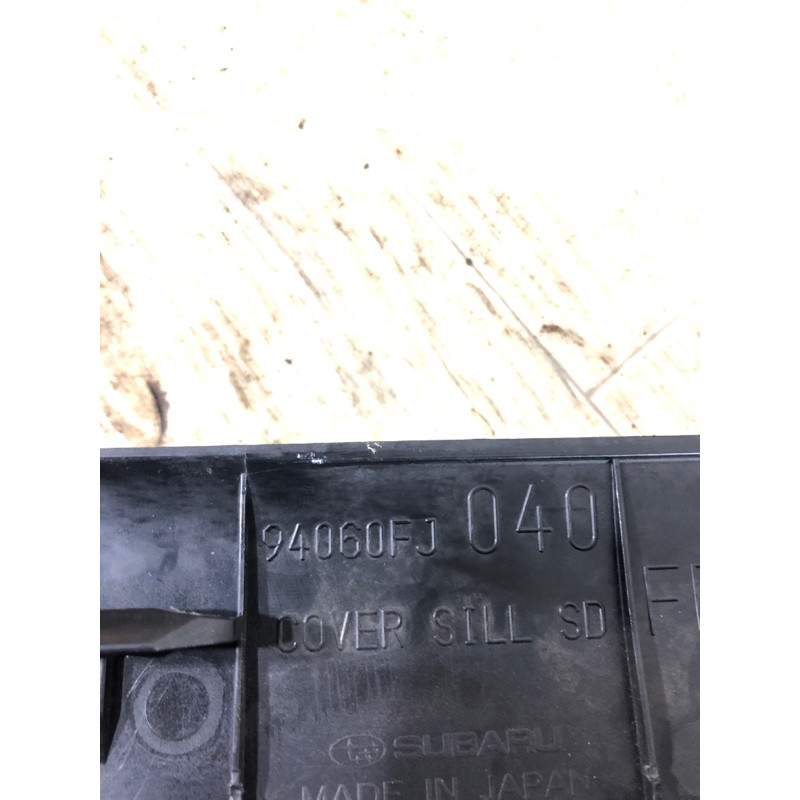 94060FJ 040
COVER SILL SD
SUBARU
MADE IN JAPAN